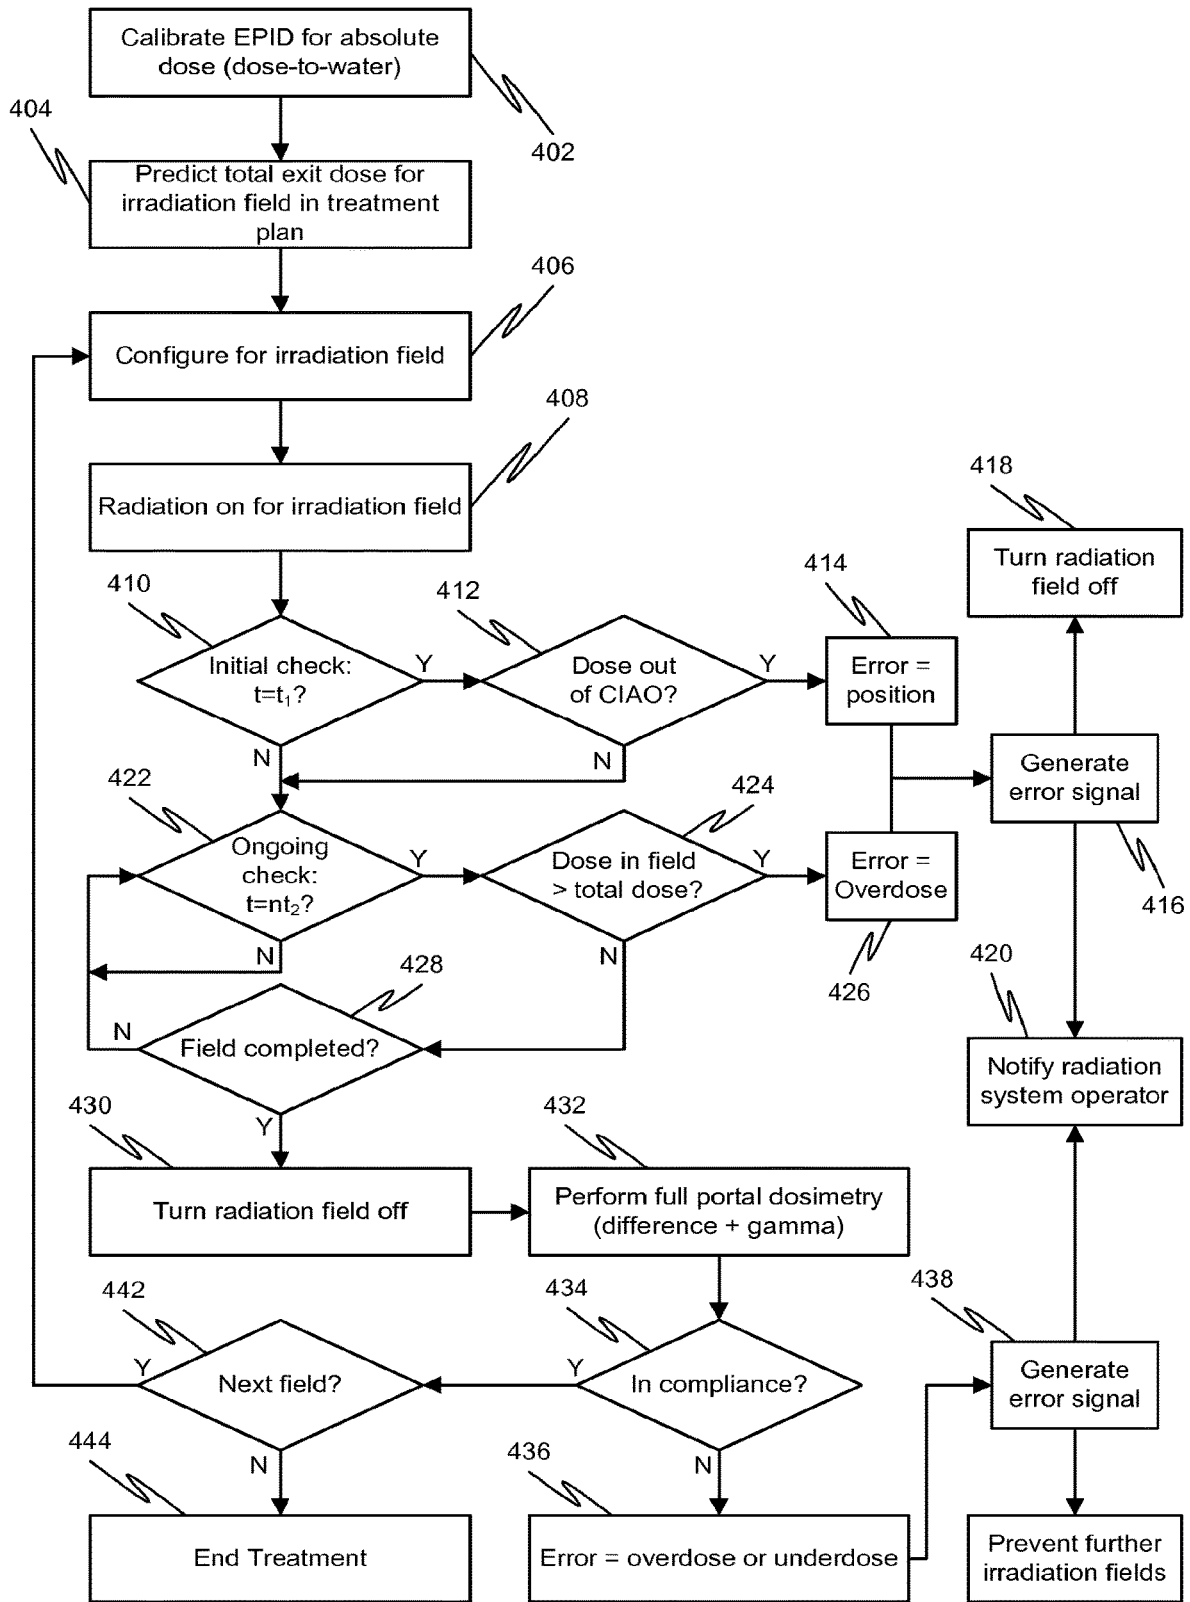 Calibrate EPID for absolute
dose (dose-to-water)
402
404
Predict total exit dose for
irradiation field in treatment
plan
406
Configure for irradiation field
408
Radiation on for irradiation field
410
Initial check:
t=t1?
Y
N
412
Dose out
of CIAO?
Y
N
414
Error =
position
418
Turn radiation
field off
Generate
error signal
416
422
Ongoing
check:
t=nt2?
Y
N
424
Dose in field
> total dose?
Y
N
Error =
Overdose
426
420
Notify radiation
system operator
428
Field completed?
N
Y
430
Turn radiation field off
432
Perform full portal dosimetry
(difference + gamma)
434
In compliance?
Y
N
438
Generate
error signal
442
Next field?
Y
N
444
End Treatment
436
Error = overdose or underdose
Prevent further
irradiation fields